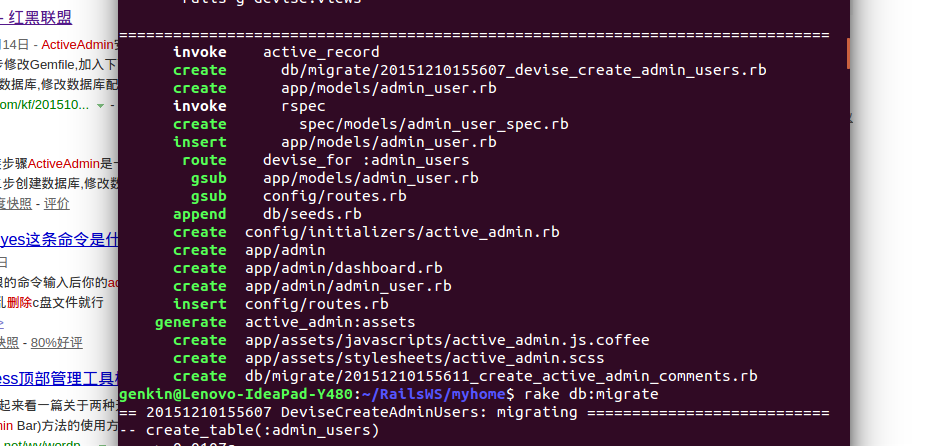 rails g devise:views
===============================================================================
invoke active_record
create db/migrate/20151210155607_devise_create_admin_users.rb
create app/models/admin_user.rb
invoke rspec
create spec/models/admin_user_spec.rb
insert app/models/admin_user.rb
route devise_for :admin_users
gsub app/models/admin_user.rb
gsub config/routes.rb
append db/seeds.rb
create config/initializers/active_admin.rb
create app/admin
create app/admin/dashboard.rb
create app/admin/admin_user.rb
insert config/routes.rb
generate active_admin:assets
create app/assets/javascripts/active_admin.js.coffee
create app/assets/stylesheets/active_admin.scss
create db/migrate/20151210155611_create_active_admin_comments.rb
genkin@Lenovo-IdeaPad-Y480:~/RailsWS/myhome$ rake db:migrate
== 20151210155607 DeviseCreateAdminUsers: migrating ===========================
-- create_table(:admin_users)
- 红黑联盟
月14日 - ActiveAdmin
修改Gemfile,加入下
数据库,修改数据库配
om/kf/201510... -
步骤ActiveAdmin是一
步创建数据库,修改数
度快照 - 评价
yes这条命令是什
日
的命令输入后你的ad
乱删除c盘文件就行
>
快照 - 80%好评
ess顶部管理工具
起来看一篇关于两种
min Bar)方法的使用方
.net/wy/wordp...